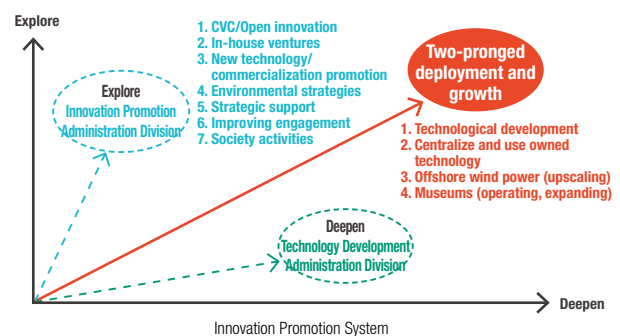 Explore
1. CVC/Open innovation
2. In-house ventures
3. New technology/
commercialization promotion
4. Environmental strategies
5. Strategic support
6. Improving engagement
7. Society activities
Explore
Innovation Promotion
Administration Division
Two-pronged
deployment and
growth
1. Technological development
2. Centralize and use owned
technology
3. Offshore wind power (upscaling)
4. Museums (operating, expanding)
Deepen
Technology Development
Administration Division
Deepen
Innovation Promotion System